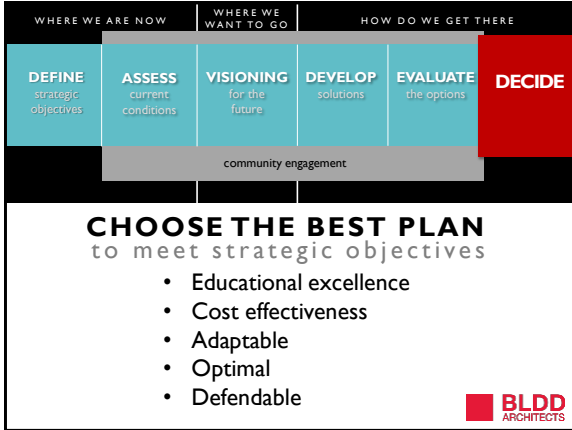 WHERE WE ARE NOW
WHERE WE
WANT TO GO
HOW DO WE GET THERE
DEFINE
strategic
objectives
ASSESS
current
conditions
VISIONING
for the
future
DEVELOP
solutions
EVALUATE
the options
DECIDE
community engagement
CHOOSE THE BEST PLAN
to meet strategic objectives
• Educational excellence
• Cost effectiveness
• Adaptable
• Optimal
• Defendable
BLDD
ARCHITECTS